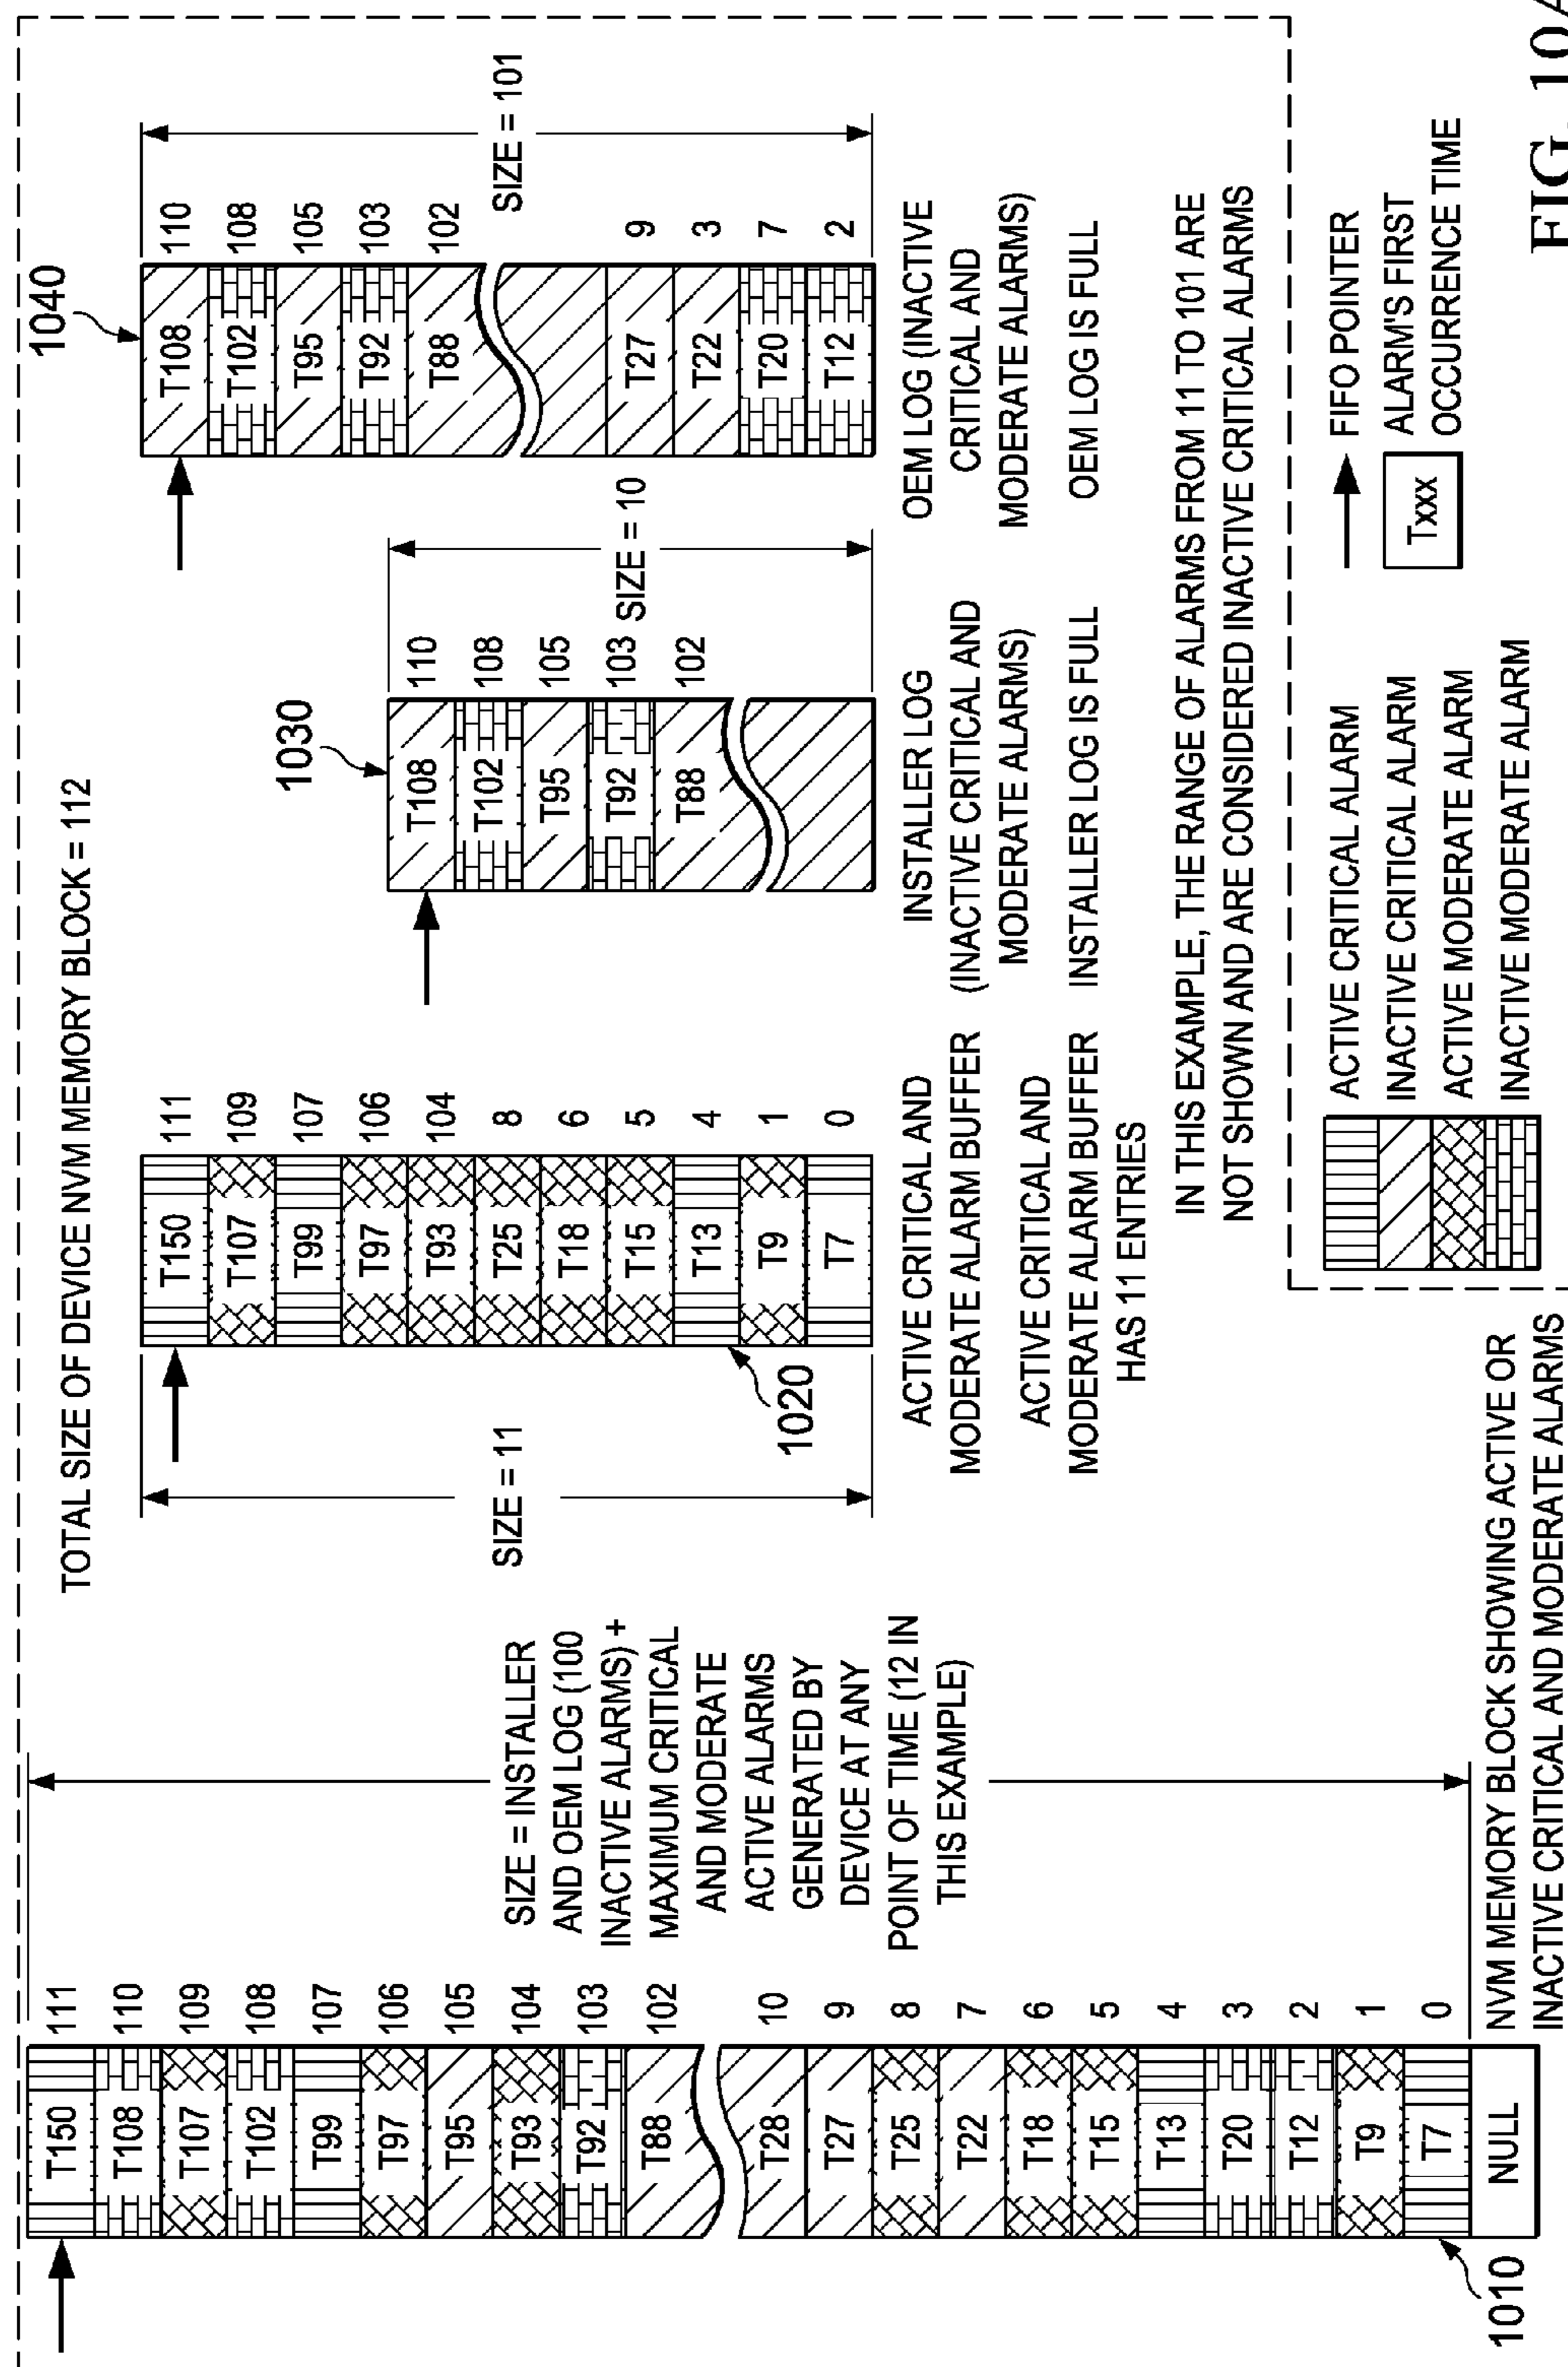 TOTAL SIZE OF DEVICE NVM MEMORY BLOCK = 112
T150 111
T108 110
T107 109
T102 108
T99 107
T97 106
T95 105
T93 104
T92 103
T88 102
T28 10
T27 9
T25 8
T22 7
T18 6
T15 5
T13 4
T20 3
T12 2
T9 1
T7 0
NULL
1010
NVM MEMORY BLOCK SHOWING ACTIVE OR
INACTIVE CRITICAL AND MODERATE ALARMS
SIZE = INSTALLER
AND OEM LOG (100
INACTIVE ALARMS) +
MAXIMUM CRITICAL
AND MODERATE
ACTIVE ALARMS
GENERATED BY
DEVICE AT ANY
POINT OF TIME (12 IN
THIS EXAMPLE)
SIZE = 11
T150 111
T107 109
T99 107
T97 106
T93 104
T25 8
T18 6
T15 5
T13 4
T9 1
T7 0
1020
ACTIVE CRITICAL AND
MODERATE ALARM BUFFER
ACTIVE CRITICAL AND
MODERATE ALARM BUFFER
HAS 11 ENTRIES
1030
T108 110
T102 108
T95 105
T92 103
T88 102
SIZE = 10
INSTALLER LOG
(INACTIVE CRITICAL AND
MODERATE ALARMS)
INSTALLER LOG IS FULL
1040
T108 110
T102 108
T95 105
T92 103
T88 102
T27 9
T22 3
T20 7
T12 2
SIZE = 101
OEM LOG (INACTIVE
CRITICAL AND
MODERATE ALARMS)
OEM LOG IS FULL
IN THIS EXAMPLE, THE RANGE OF ALARMS FROM 11 TO 101 ARE
NOT SHOWN AND ARE CONSIDERED INACTIVE CRITICAL ALARMS
ACTIVE CRITICAL ALARM
INACTIVE CRITICAL ALARM
ACTIVE MODERATE ALARM
INACTIVE MODERATE ALARM
FIFO POINTER
Txxx
ALARM'S FIRST
OCCURRENCE TIME
FIG. 10A